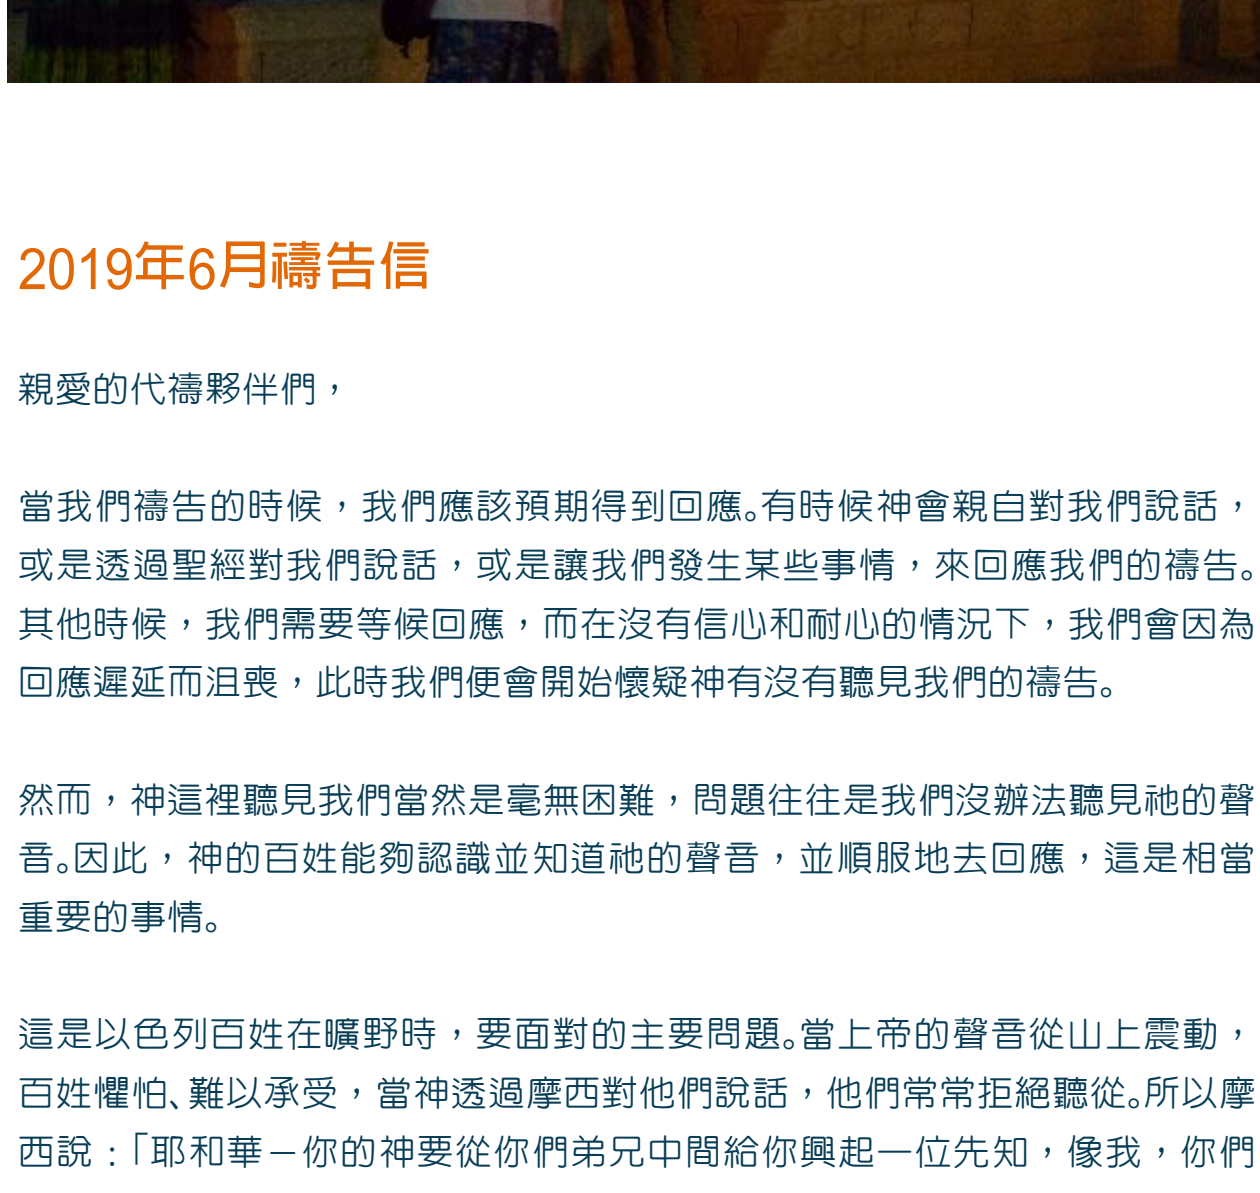 2019年6月禱告信
親愛的代禱夥伴們，
當我們禱告的時候，我們應該預期得到回應。有時候神會親自對我們說話，
或是透過聖經對我們說話，或是讓我們發生某些事情，來回應我們的禱告。
其他時候，我們需要等候回應，而在沒有信心和耐心的情況下，我們會因為
回應遲延而沮喪，此時我們便會開始懷疑神有沒有聽見我們的禱告。
然而，神這裡聽見我們當然是毫無困難，問題往往是我們沒辦法聽見祂的聲
音。因此，神的百姓能夠認識並知道祂的聲音，並順服地去回應，這是相當
重要的事情。
這是以色列百姓在曠野時，要面對的主要問題。當上帝的聲音從山上震動，
百姓懼怕、難以承受，當神透過摩西對他們說話，他們常常拒絕聽從。所以摩
西說：「耶和華－你的神要從你們弟兄中間給你興起一位先知，像我，你們